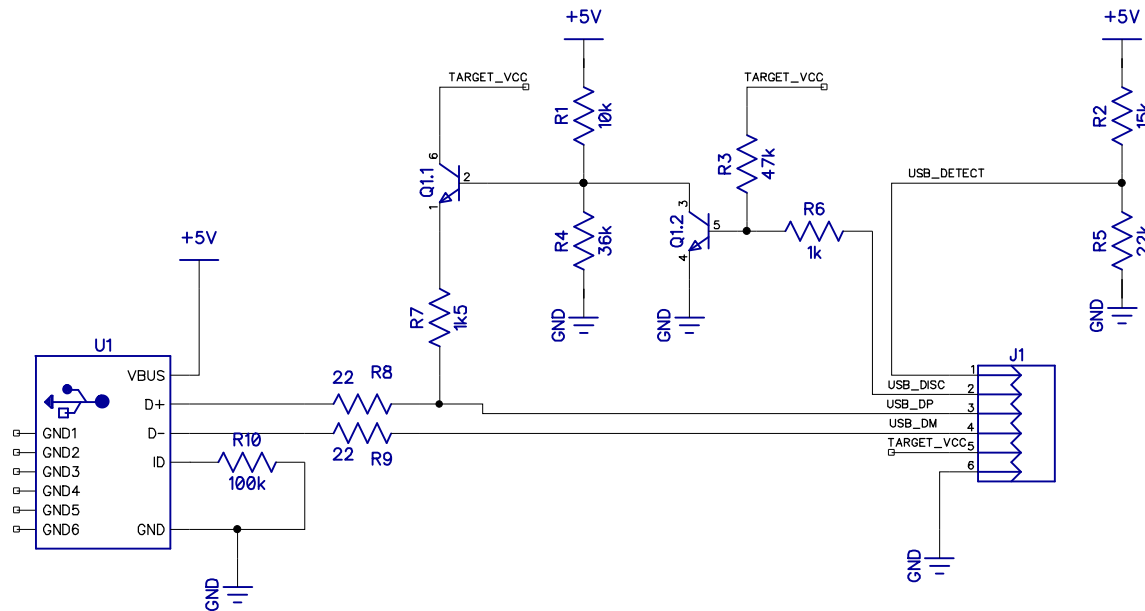 +5V
+5V
TARGET_VCC
TARGET_VCC
R1
10k
R2
15k
6
Q1.1
2
1
R3
47k
USB_DETECT
3
Q1.2
5
4
R4
36k
R6
1k
R5
22k
+5V
R7
1k5
GND
GND
GND
U1
VBUS
D+
D-
ID
GND
GND1
GND2
GND3
GND4
GND5
GND6
22
R8
22
R9
R10
100k
J1
1
USB_DISC
2
USB_DP
3
USB_DM
4
TARGET_VCC
5
6
GND
GND